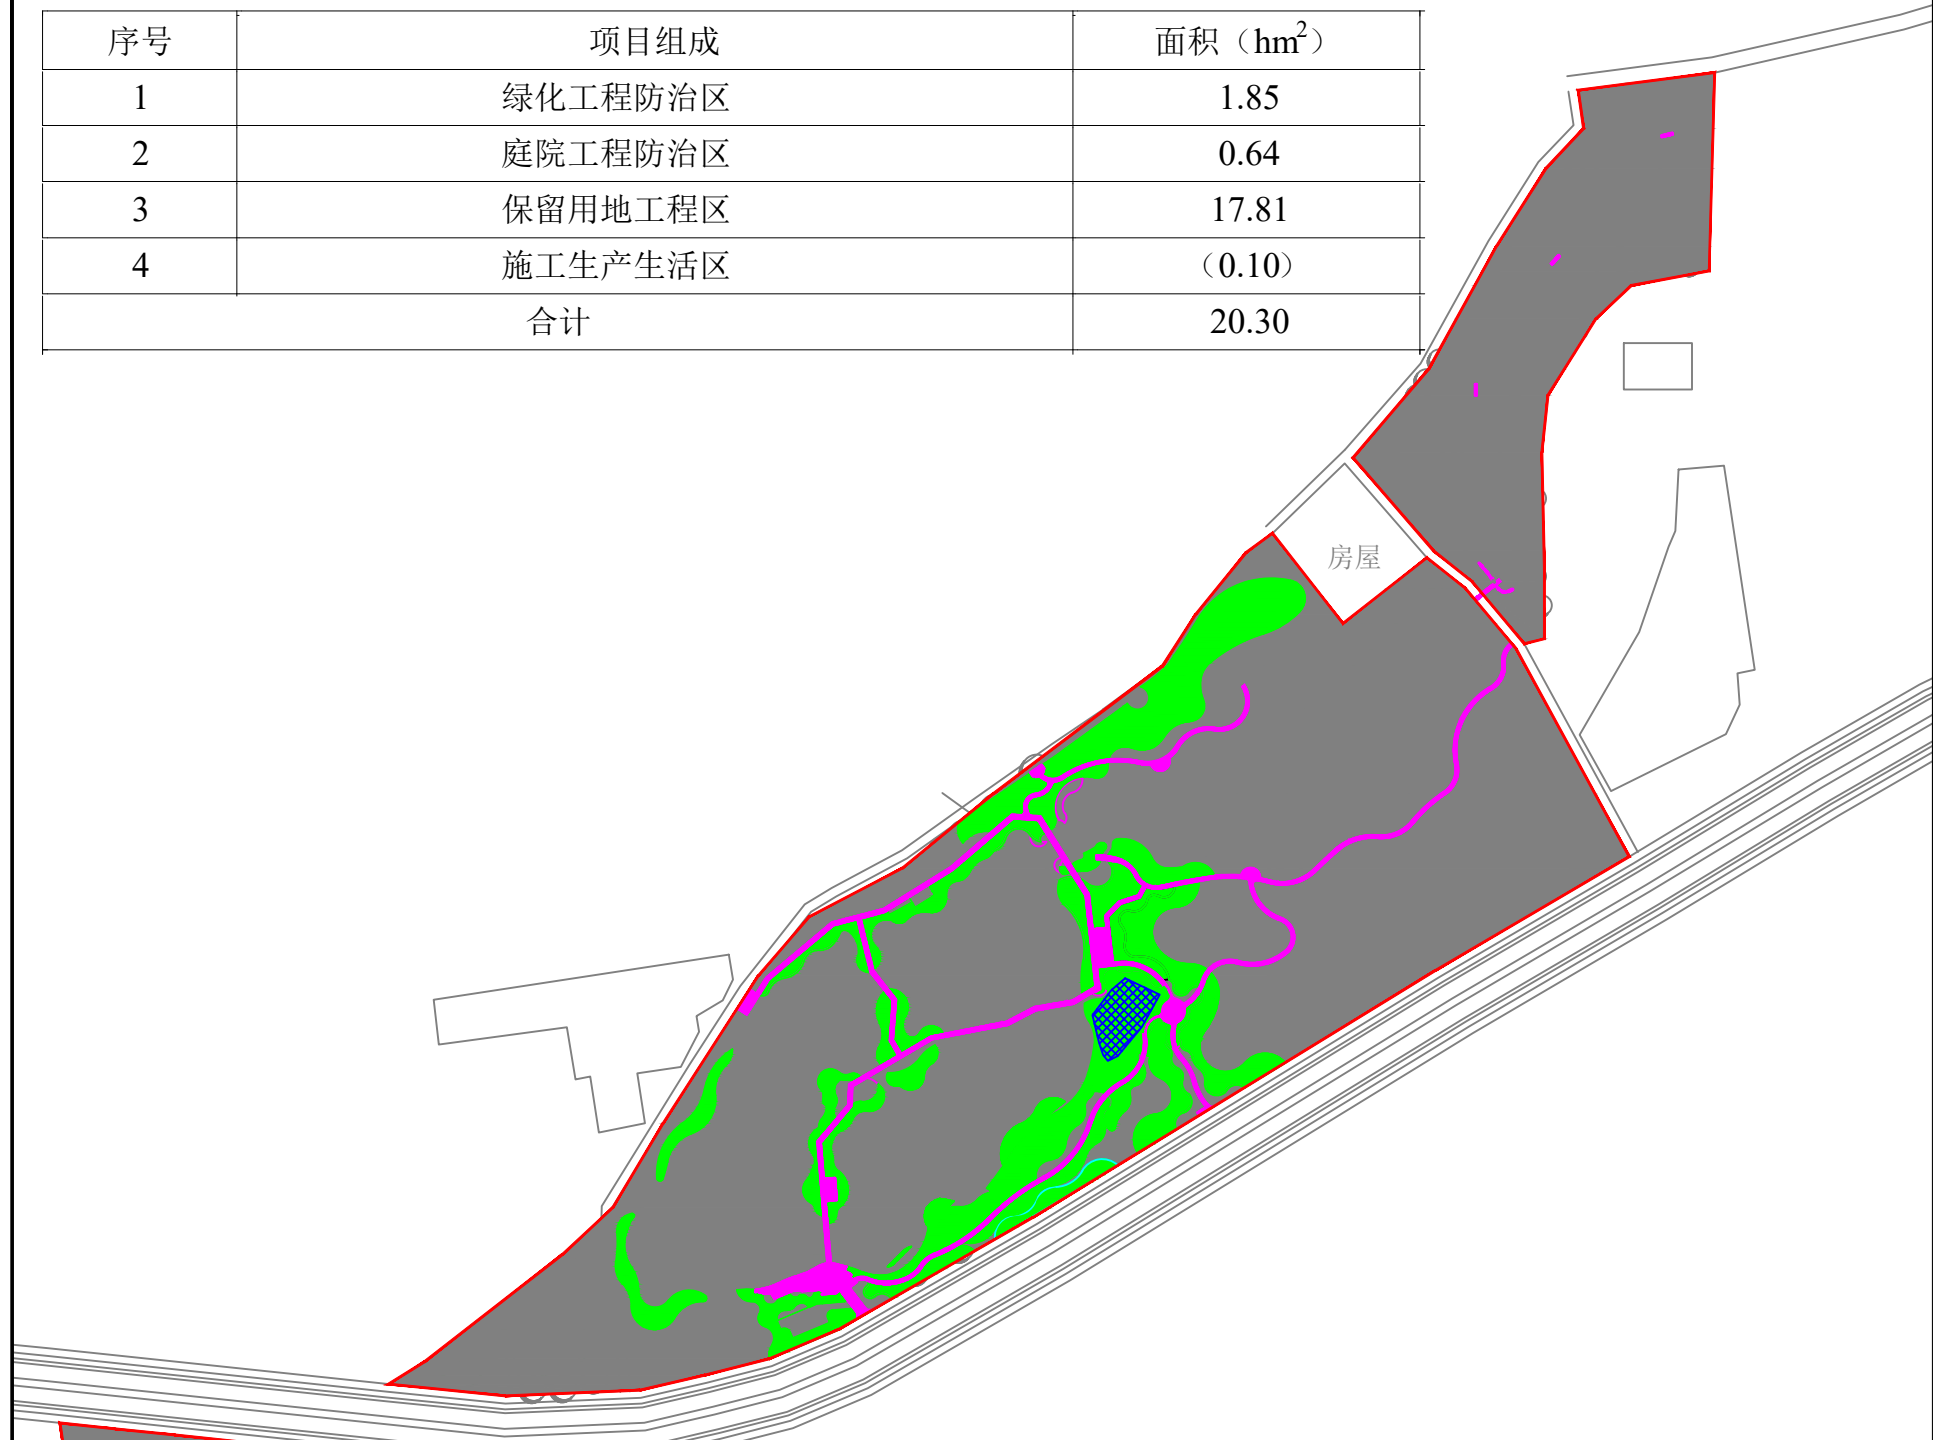 序号 项目组成 面积（hm²）
1 绿化工程防治区 1.85
2 庭院工程防治区 0.64
3 保留用地工程区 17.81
4 施工生产生活区 （0.10）
合计 20.30
房屋